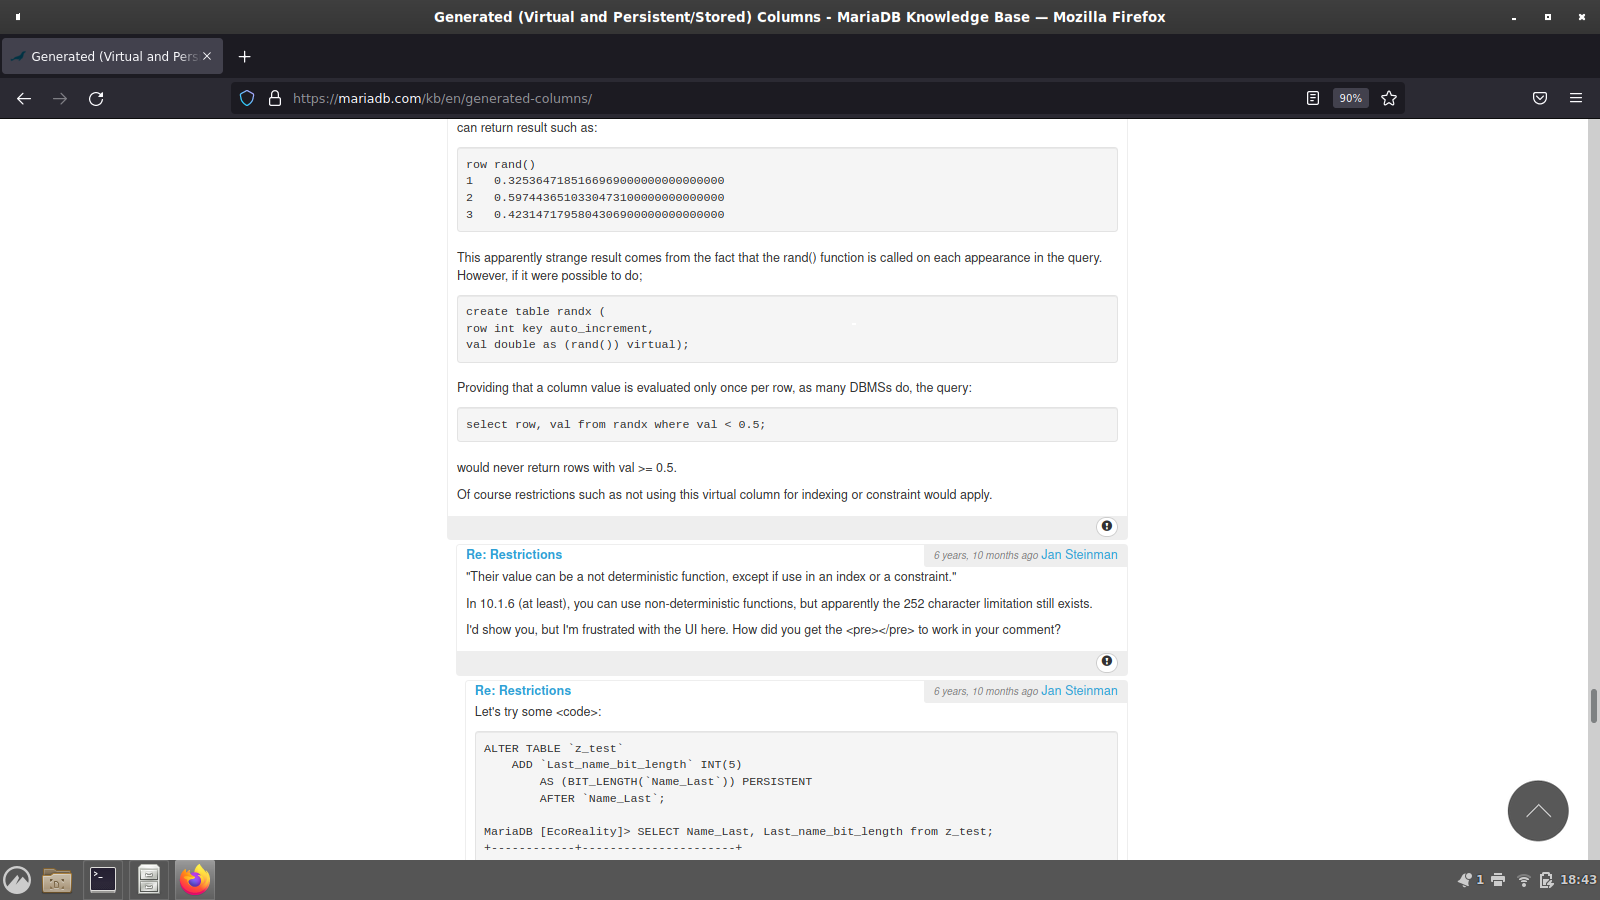 Generated (Virtual and Persistent/Stored) Columns - MariaDB Knowledge Base — Mozilla Firefox
Generated (Virtual and Pers
https://mariadb.com/kb/en/generated-columns/
90%
can return result such as:
row rand()
1 0.32536471851669690000000000000000
2 0.59744365103304731000000000000000
3 0.42314717958043069000000000000000
This apparently strange result comes from the fact that the rand() function is called on each appearance in the query.
However, if it were possible to do;
create table randx (
row int key auto_increment,
val double as (rand()) virtual);
Providing that a column value is evaluated only once per row, as many DBMSs do, the query:
select row, val from randx where val < 0.5;
would never return rows with val >= 0.5.
Of course restrictions such as not using this virtual column for indexing or constraint would apply.
Re: Restrictions
6 years, 10 months ago Jan Steinman
"Their value can be a not deterministic function, except if use in an index or a constraint."
In 10.1.6 (at least), you can use non-deterministic functions, but apparently the 252 character limitation still exists.
I'd show you, but I'm frustrated with the UI here. How did you get the <pre></pre> to work in your comment?
Re: Restrictions
6 years, 10 months ago Jan Steinman
Let's try some <code>:
ALTER TABLE `z_test`
ADD `Last_name_bit_length` INT(5)
AS (BIT_LENGTH(`Name_Last`)) PERSISTENT
AFTER `Name_Last`;
MariaDB [EcoReality]> SELECT Name_Last, Last_name_bit_length from z_test;
+------------+----------------------+
1
18:43